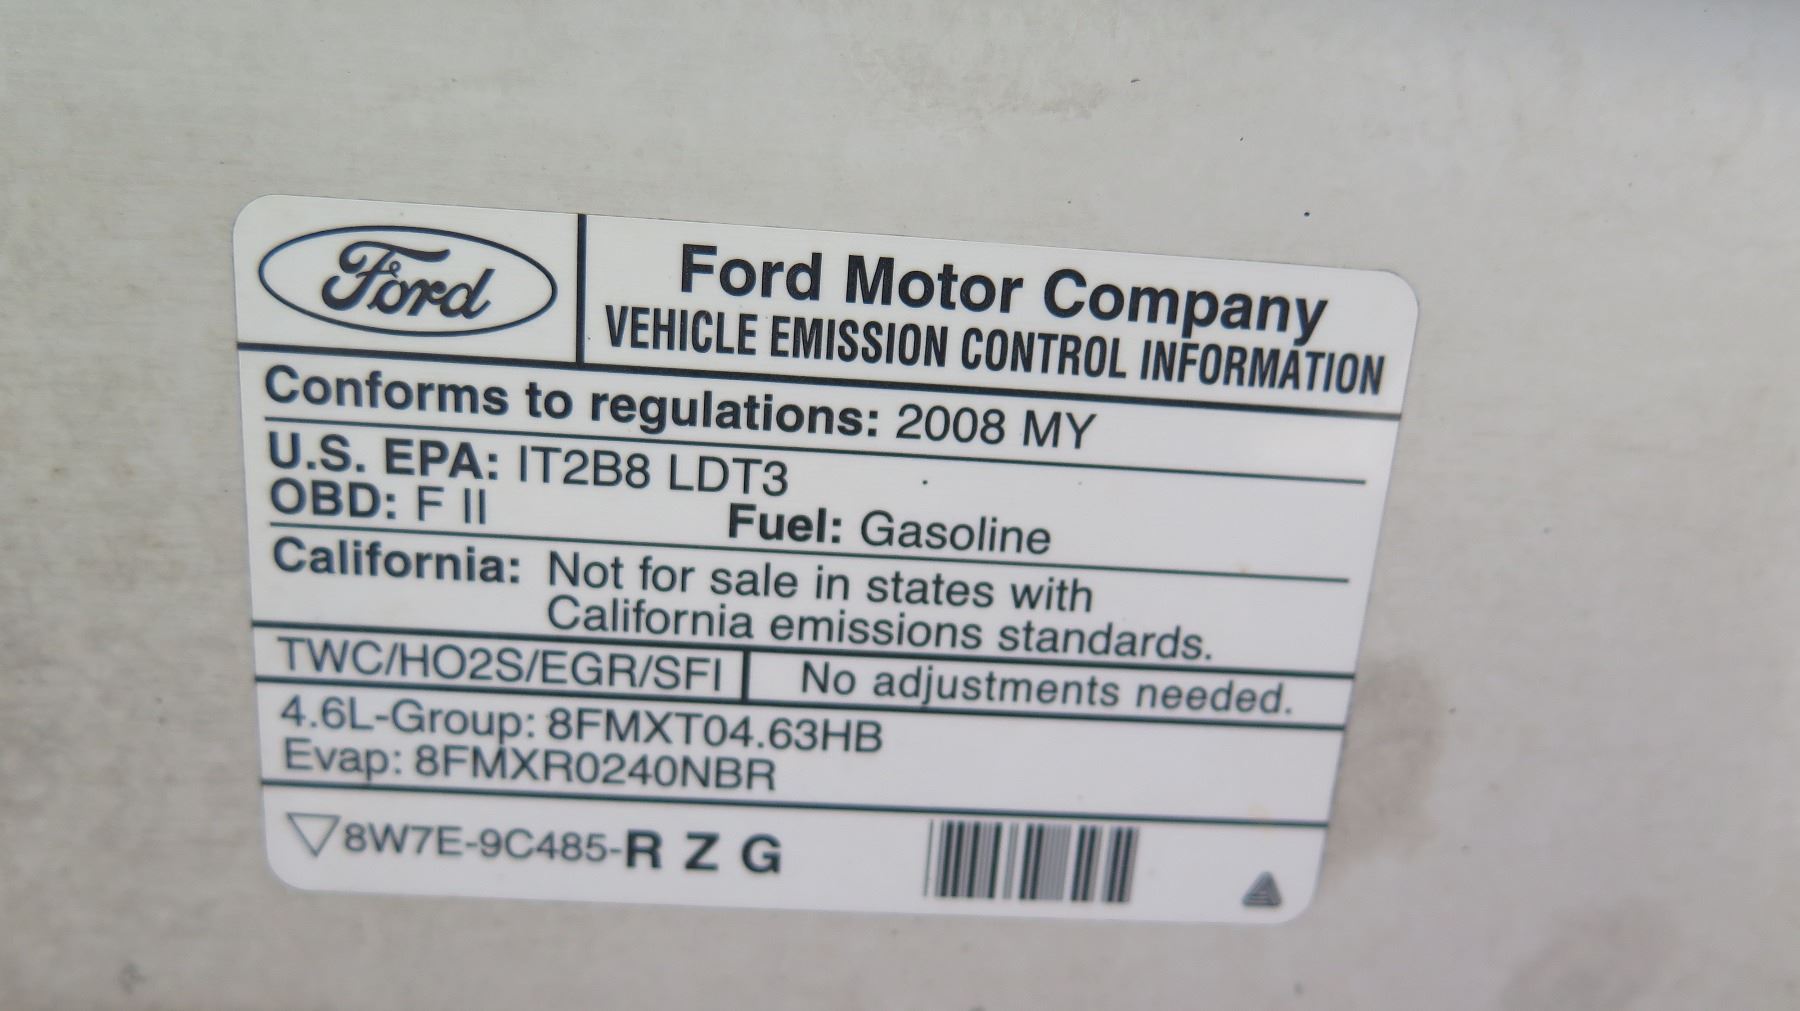 Ford
Ford Motor Company
VEHICLE EMISSION CONTROL INFORMATION
Conforms to regulations: 2008 MY
U.S. EPA: IT2B8 LDT3
OBD: F II Fuel: Gasoline
California: Not for sale in states with
California emissions standards.
TWC/HO2S/EGR/SFI No adjustments needed.
4.6L-Group: 8FMXT04.63HB
Evap: 8FMXR0240NBR
8W7E-9C485-R Z G